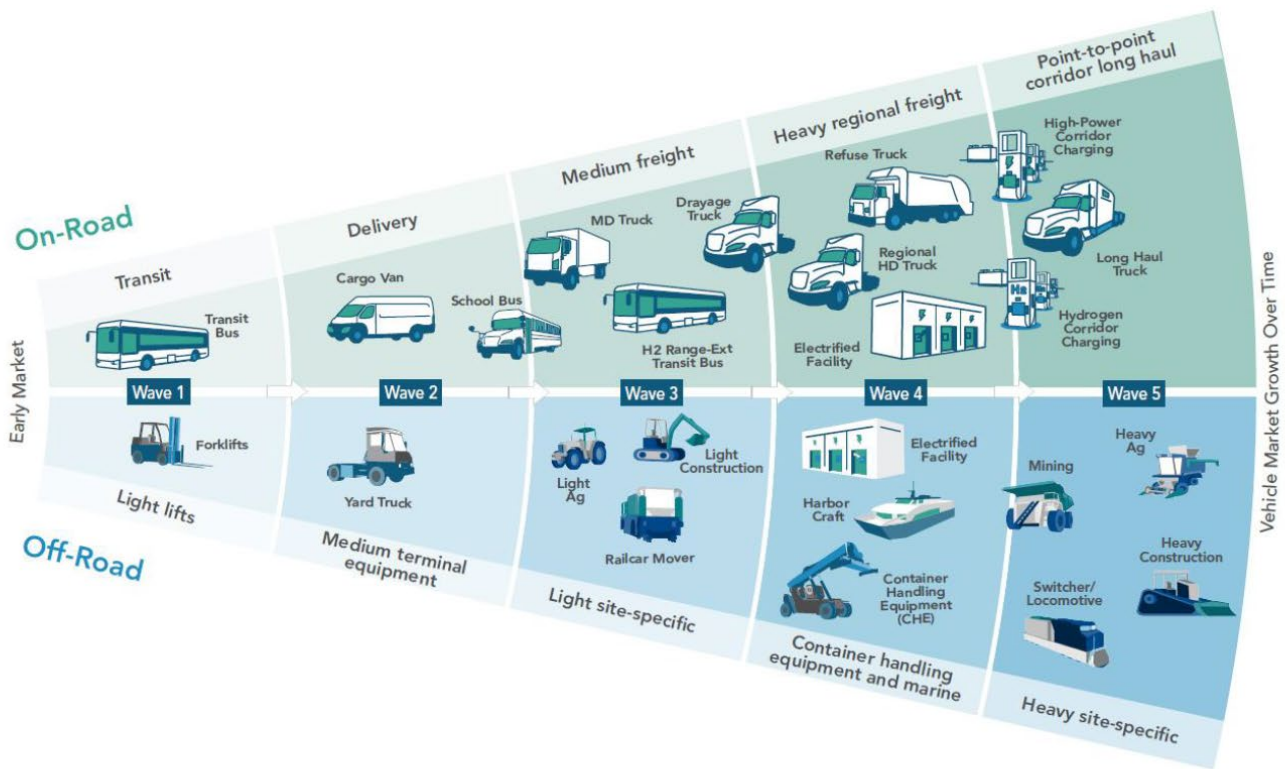 On-Road
Transit
Delivery
Medium freight
Heavy regional freight
Point-to-point
corridor long haul
Early Market
Transit
Bus
Cargo Van
School Bus
MD Truck
Drayage
Truck
H2 Range-Ext
Transit Bus
Refuse Truck
Regional
HD Truck
Electrified
Facility
High-Power
Corridor
Charging
Long Haul
Truck
H2
Hydrogen
Corridor
Charging
Vehicle Market Growth Over Time
Wave 1
Wave 2
Wave 3
Wave 4
Wave 5
Forklifts
Yard Truck
Light
Ag
Light
Construction
Railcar Mover
Electrified
Facility
Harbor
Craft
Container
Handling
Equipment
(CHE)
Mining
Heavy
Ag
Heavy
Construction
Switcher/
Locomotive
Off-Road
Light lifts
Medium terminal
equipment
Light site-specific
Container handling
equipment and marine
Heavy site-specific